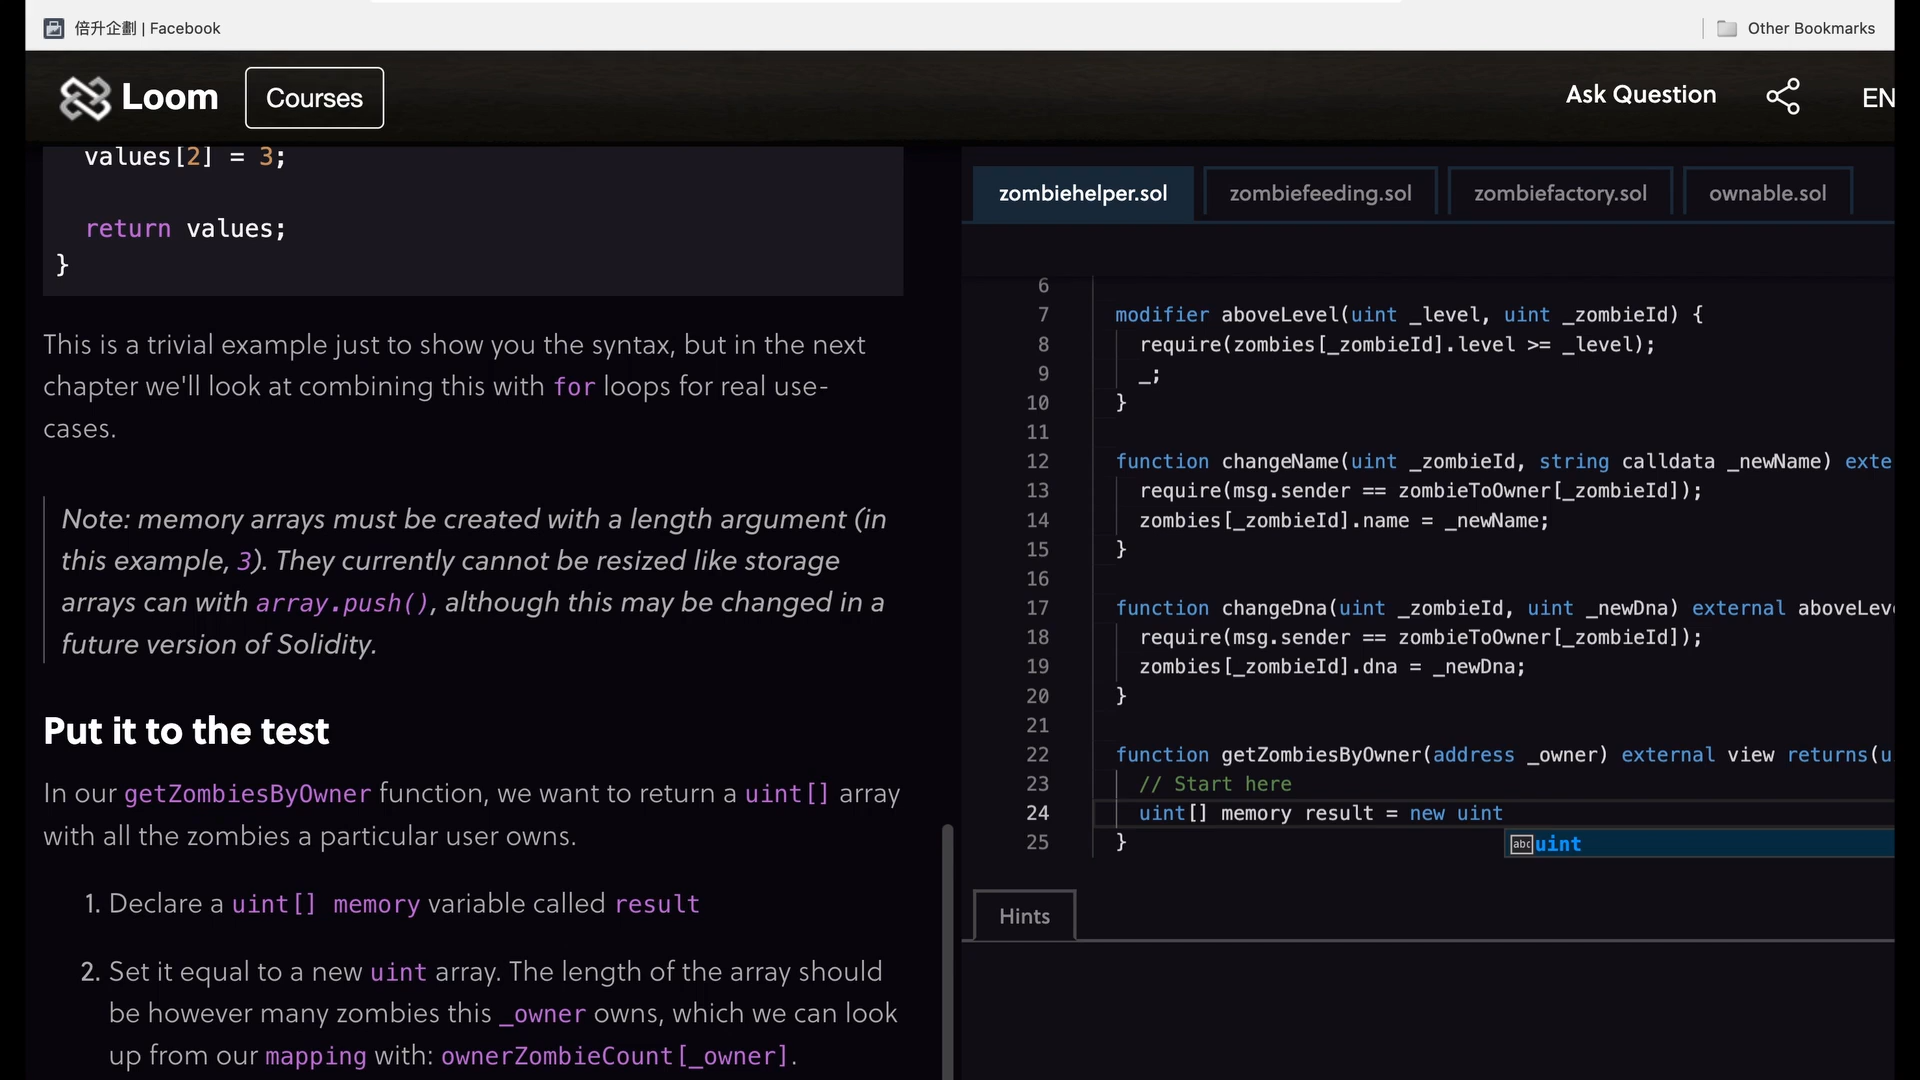 倍升企劃 | Facebook
Other Bookmarks
Loom
Courses
Ask Question
EN
values[2] = 3;
return values;
}
This is a trivial example just to show you the syntax, but in the next
chapter we'll look at combining this with for loops for real use-
cases.
Note: memory arrays must be created with a length argument (in
this example, 3). They currently cannot be resized like storage
arrays can with array.push(), although this may be changed in a
future version of Solidity.
Put it to the test
In our getZombiesByOwner function, we want to return a uint[] array
with all the zombies a particular user owns.
1. Declare a uint[] memory variable called result
2. Set it equal to a new uint array. The length of the array should
be however many zombies this _owner owns, which we can look
up from our mapping with: ownerZombieCount[_owner].
zombiehelper.sol
zombiefeeding.sol
zombiefactory.sol
ownable.sol
6
7 modifier aboveLevel(uint _level, uint _zombieId) {
8 require(zombies[_zombieId].level >= _level);
9 _;
10 }
11
12 function changeName(uint _zombieId, string calldata _newName) exte
13 require(msg.sender == zombieToOwner[_zombieId]);
14 zombies[_zombieId].name = _newName;
15 }
16
17 function changeDna(uint _zombieId, uint _newDna) external aboveLeve
18 require(msg.sender == zombieToOwner[_zombieId]);
19 zombies[_zombieId].dna = _newDna;
20 }
21
22 function getZombiesByOwner(address _owner) external view returns(u
23 // Start here
24 uint[] memory result = new uint
25 }
abc uint
Hints